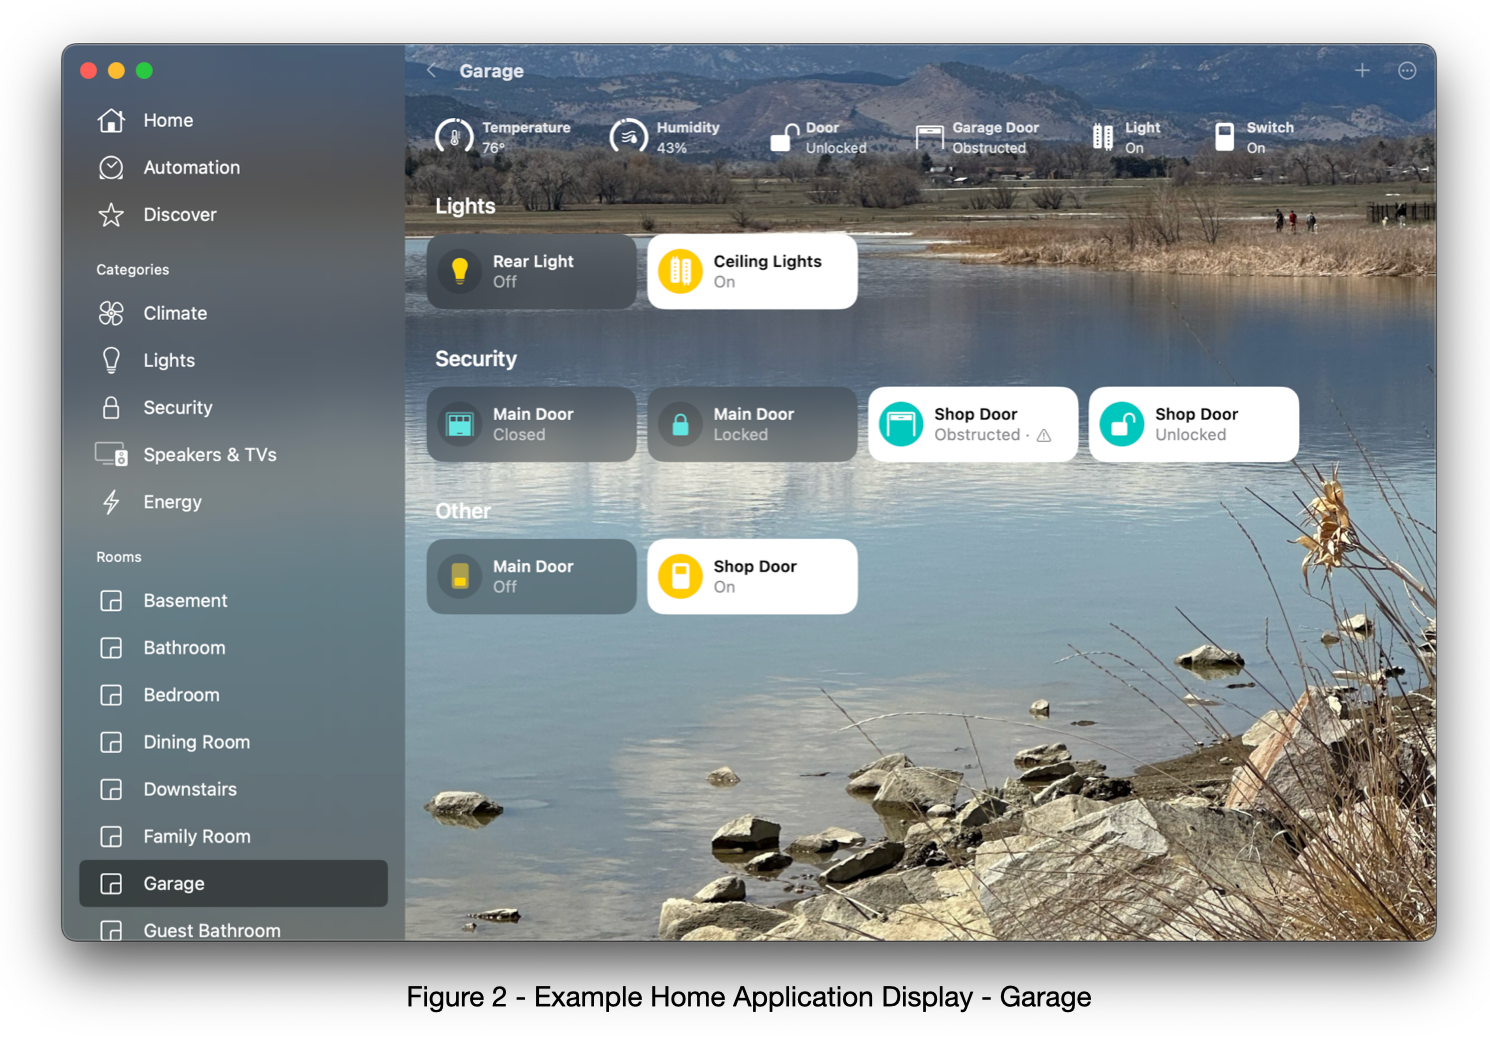 Garage
Home
Automation
Discover
Categories
Climate
Lights
Security
Speakers & TVs
Energy
Rooms
Basement
Bathroom
Bedroom
Dining Room
Downstairs
Family Room
Garage
Guest Bathroom
Temperature
76°
Humidity
43%
Door
Unlocked
Garage Door
Obstructed
Light
On
Switch
On
Lights
Rear Light
Off
Ceiling Lights
On
Security
Main Door
Closed
Main Door
Locked
Shop Door
Obstructed ·
Shop Door
Unlocked
Other
Main Door
Off
Shop Door
On
Figure 2 - Example Home Application Display - Garage